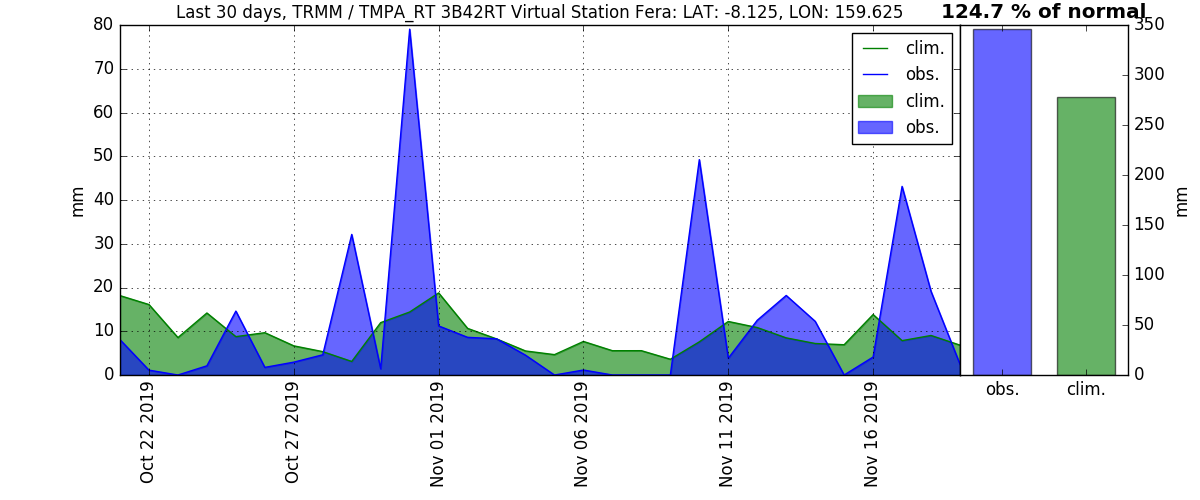 Last 30 days, TRMM / TMPA_RT 3B42RT Virtual Station Fera: LAT: -8.125, LON: 159.625
124.7 % of normal
80
70
60
50
40
30
20
10
0
mm
clim.
obs.
clim.
obs.
Oct 22 2019
Oct 27 2019
Nov 01 2019
Nov 06 2019
Nov 11 2019
Nov 16 2019
350
300
250
200
150
100
50
0
mm
obs.
clim.